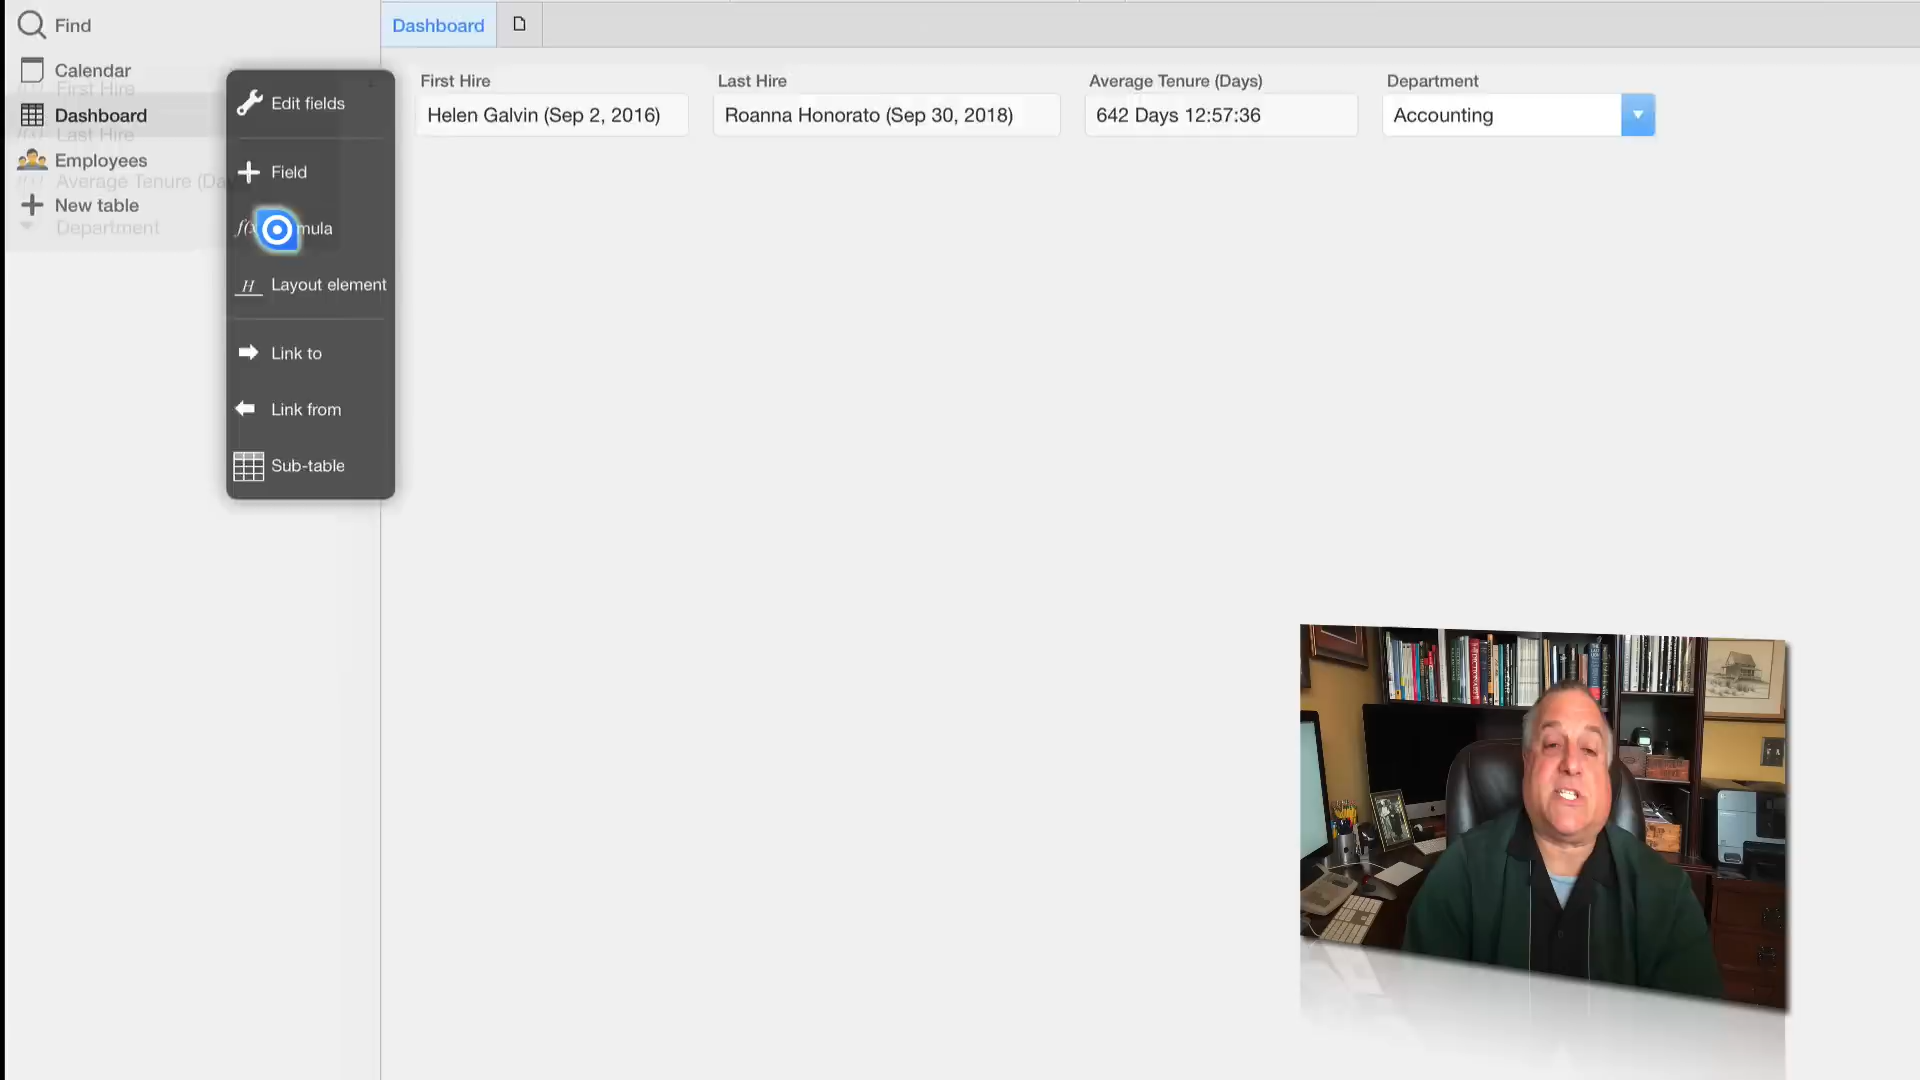 Find
Calendar
First Hire
Dashboard
Last Hire
Employees
Average Tenure (Da
New table
Department
Edit fields
Field
f(x mula
Layout element
Link to
Link from
Sub-table
Dashboard
First Hire
Helen Galvin (Sep 2, 2016)
Last Hire
Roanna Honorato (Sep 30, 2018)
Average Tenure (Days)
642 Days 12:57:36
Department
Accounting